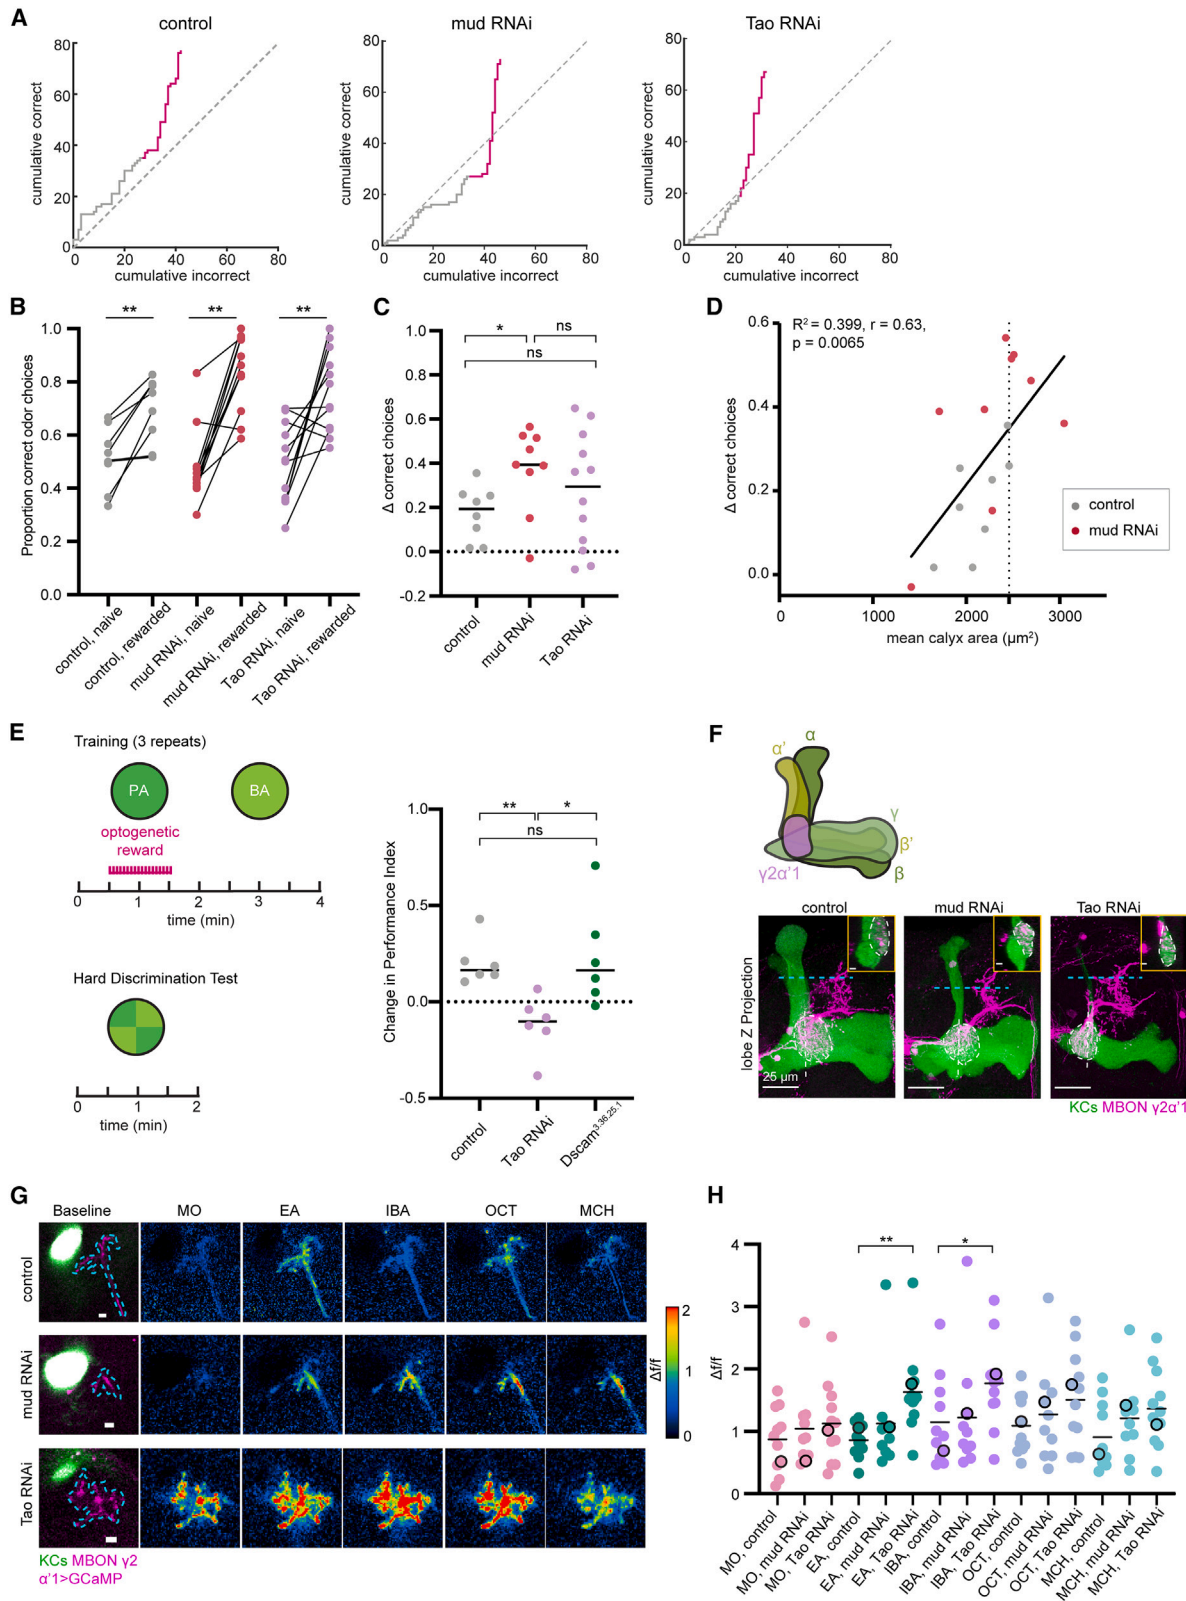 A
control
mud RNAi
Tao RNAi
cumulative correct
80
60
40
20
0
20
40
60
80
cumulative incorrect
cumulative correct
80
60
40
20
0
20
40
60
80
cumulative incorrect
cumulative correct
80
60
40
20
0
20
40
60
80
cumulative incorrect
B
** ** **
Proportion correct odor choices
1.0
0.8
0.6
0.4
0.2
0.0
control, naive
control, rewarded
mud RNAi, naive
mud RNAi, rewarded
Tao RNAi, naive
Tao RNAi, rewarded
C
* ns
ns
Δ correct choices
1.0
0.8
0.6
0.4
0.2
0.0
-0.2
control
mud RNAi
Tao RNAi
D
R² = 0.399, r = 0.63,
p = 0.0065
Δ correct choices
0.6
0.4
0.2
0.0
0
1000
2000
3000
mean calyx area (µm²)
control
mud RNAi
E
Training (3 repeats)
PA
BA
optogenetic
reward
0 1 2 3 4
time (min)
Hard Discrimination Test
0 1 2
time (min)
** *
ns
Change in Performance Index
1.0
0.5
0.0
-0.5
control
Tao RNAi
Dscam3.36.25.1
F
α'
α
γ
β'
β
γ2α'1
control
mud RNAi
Tao RNAi
lobe Z Projection
25 µm
KCs MBON γ2α'1
G
Baseline
MO
EA
IBA
OCT
MCH
control
mud RNAi
Tao RNAi
2
1
0
Δf/f
KCs MBON γ2
α'1>GCaMP
H
** *
Δf/f
4
3
2
1
0
MO, control
MO, mud RNAi
MO, Tao RNAi
EA, control
EA, mud RNAi
EA, Tao RNAi
IBA, control
IBA, mud RNAi
IBA, Tao RNAi
OCT, control
OCT, mud RNAi
OCT, Tao RNAi
MCH, control
MCH, mud RNAi
MCH, Tao RNAi